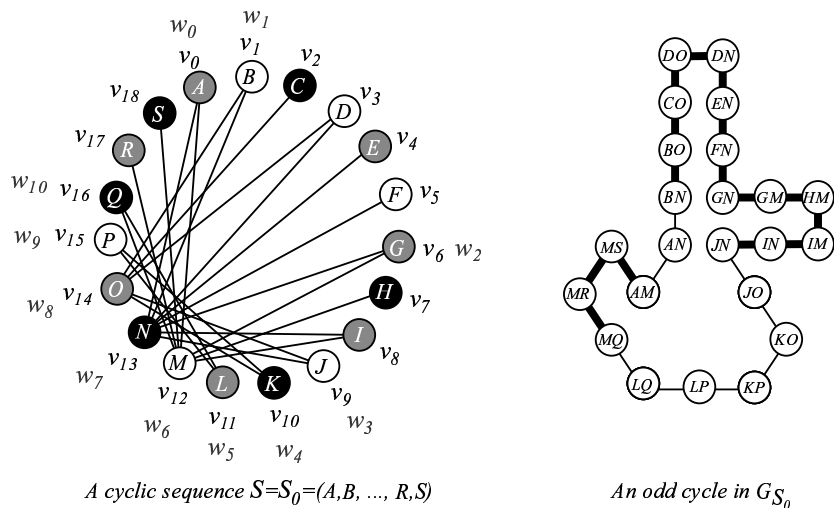 w1
w0
v1
v2
v0
B
v3
v18
A
C
D
S
v4
v17
R
E
w10
v16
Q
F
v5
w9
v15
P
G
v6
w2
v14
O
H
v7
w8
N
I
v8
v13
M
J
v9
w7
v12
L
K
w3
v11
v10
w6
w5
w4
A cyclic sequence S=S0=(A,B, ..., R,S)
DO
DN
CO
EN
BO
FN
BN
GN
GM
HM
MS
AN
JN
IN
IM
MR
AM
JO
MQ
KO
LQ
LP
KP
An odd cycle in GS0